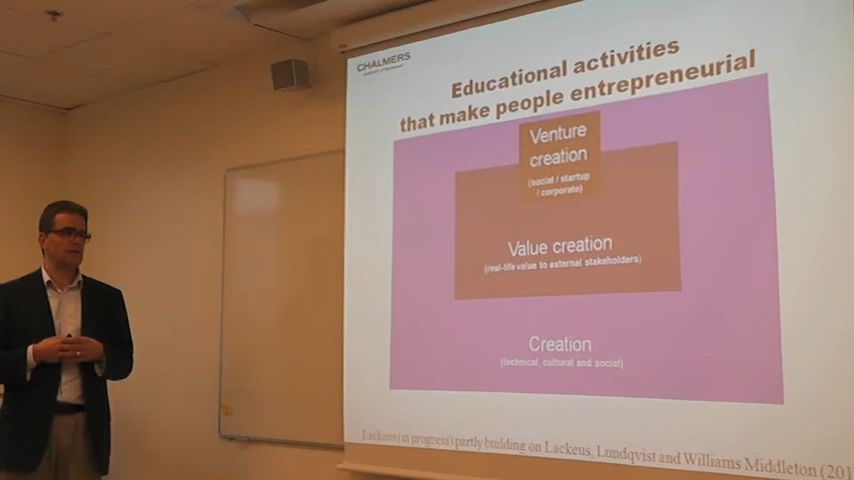 CHALMERS
Educational activities
that make people entrepreneurial
Venture
creation
(social / startup
/ corporate)
Value creation
(real-life value to external stakeholders)
Creation
(technical, cultural and social)
Lackeus (in progress) partly building on Lackeus, Lundqvist and Williams Middleton (201